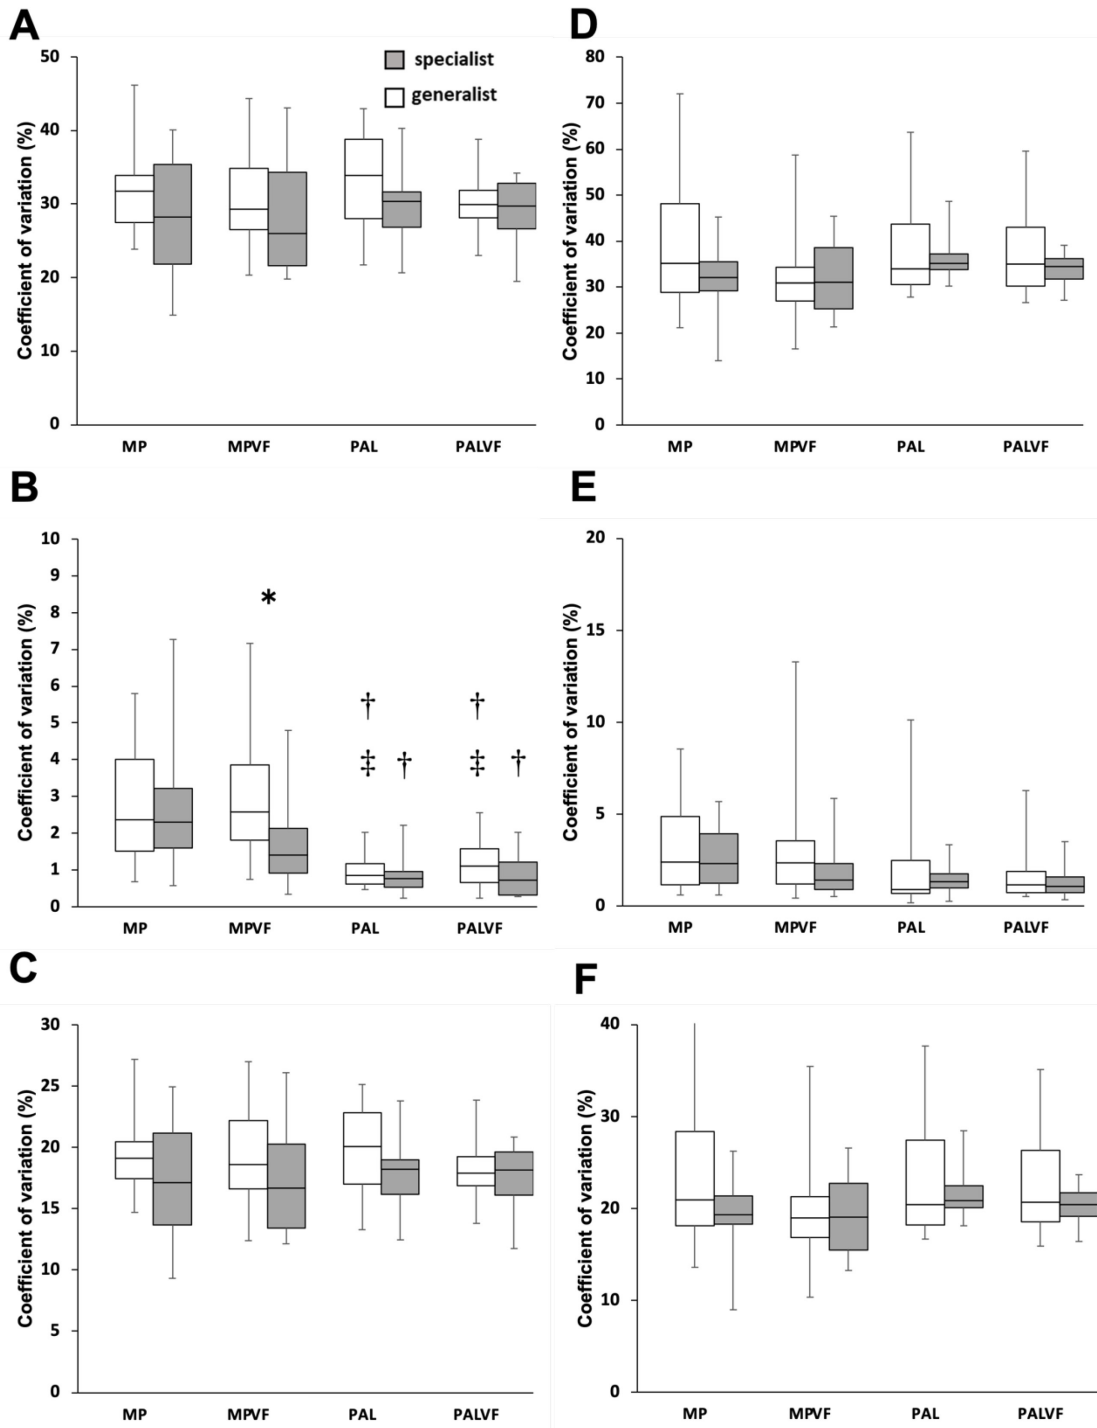 A
Coefficient of variation (%)
50
40
30
20
10
0
specialist
generalist
MP MPVF PAL PALVF
D
Coefficient of variation (%)
80
70
60
50
40
30
20
10
0
MP MPVF PAL PALVF
B
Coefficient of variation (%)
10
9
8
7
6
5
4
3
2
1
0
*
† †
‡ † ‡ †
MP MPVF PAL PALVF
E
Coefficient of variation (%)
20
15
10
5
0
MP MPVF PAL PALVF
C
Coefficient of variation (%)
30
25
20
15
10
5
0
MP MPVF PAL PALVF
F
Coefficient of variation (%)
40
30
20
10
0
MP MPVF PAL PALVF